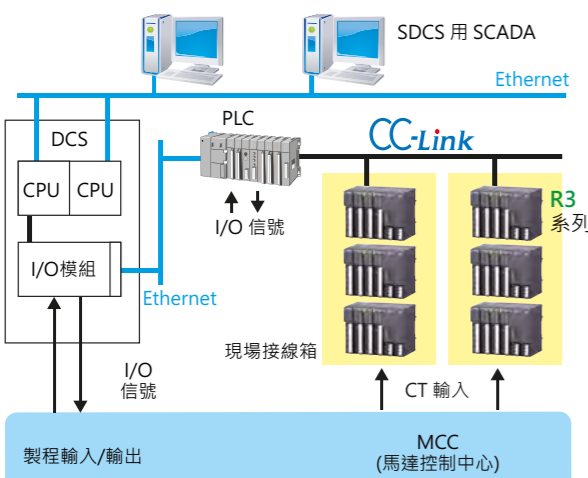 SDCS 用 SCADA
Ethernet
PLC
DCS
CC-Link
CPU
CPU
R3
系列
I/O 信號
I/O模組
Ethernet
現場接線箱
I/O
信號
CT 輸入
製程輸入/輸出
MCC
(馬達控制中心)